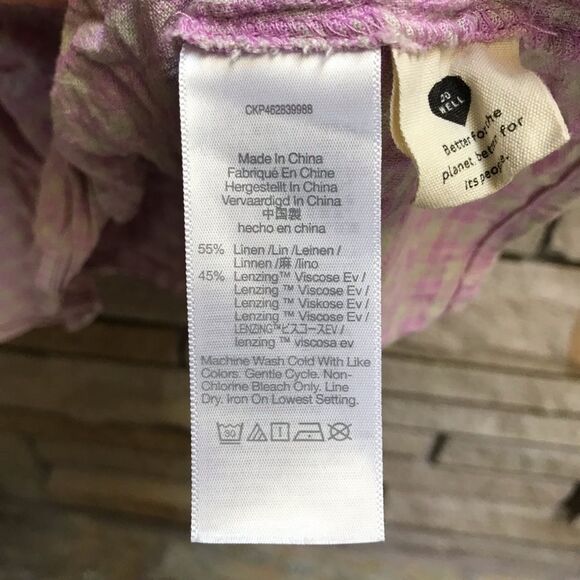 CKP462839988
Made In China
Fabriqué En Chine
Hergestellt In China
Vervaardigd In China
中国製
hecho en china
55% Linen /Lin /Leinen /
Linnen /麻 /lino
45% Lenzing™ Viscose Ev /
Lenzing ™ Viscose Ev /
Lenzing ™ Viskose Ev /
Lenzing ™ Viscose Ev /
LENZING™ビスコースEV /
lenzing ™ viscosa ev
Machine Wash Cold With Like
Colors. Gentle Cycle. Non-
Chlorine Bleach Only. Line
Dry. Iron On Lowest Setting.
30
DO
WELL
Better for the
planet, better for
its people.